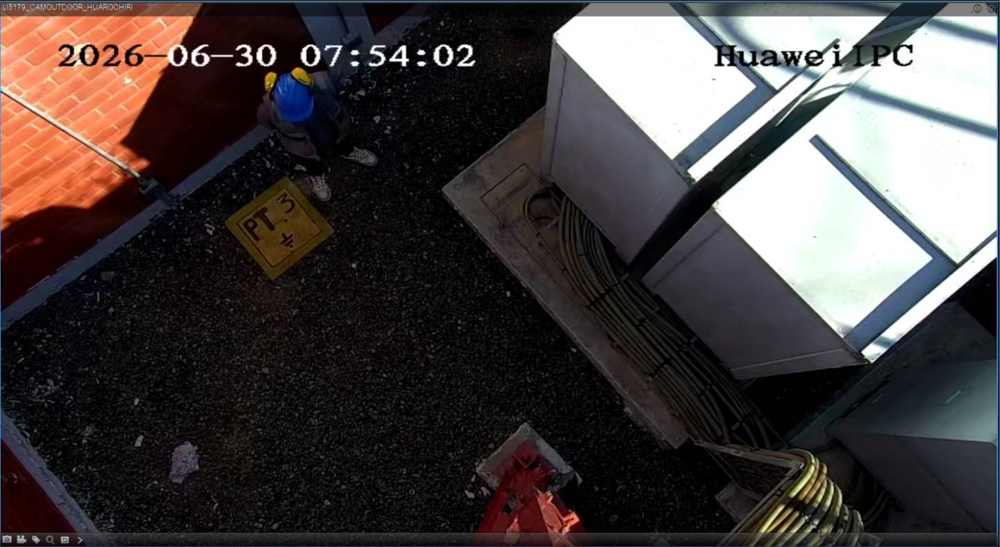 LI5179_CAMOUTDOOR_HUAROCHIRI
2026-06-30 07:54:02
HuaweiIPC
PT 3